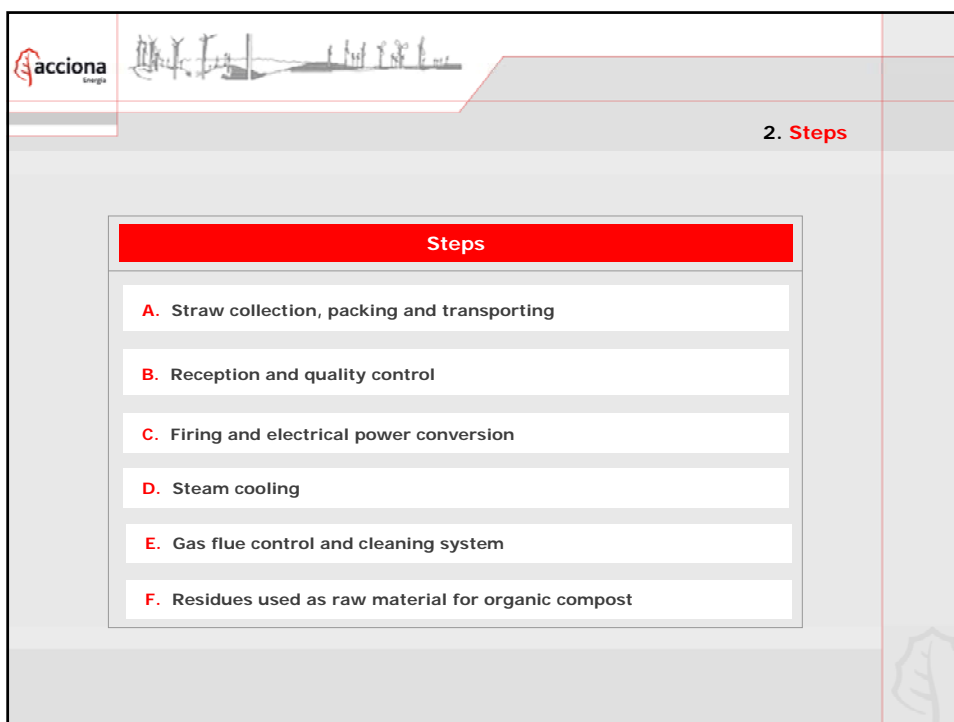 acciona
Energía
2. Steps
Steps
A. Straw collection, packing and transporting
B. Reception and quality control
C. Firing and electrical power conversion
D. Steam cooling
E. Gas flue control and cleaning system
F. Residues used as raw material for organic compost